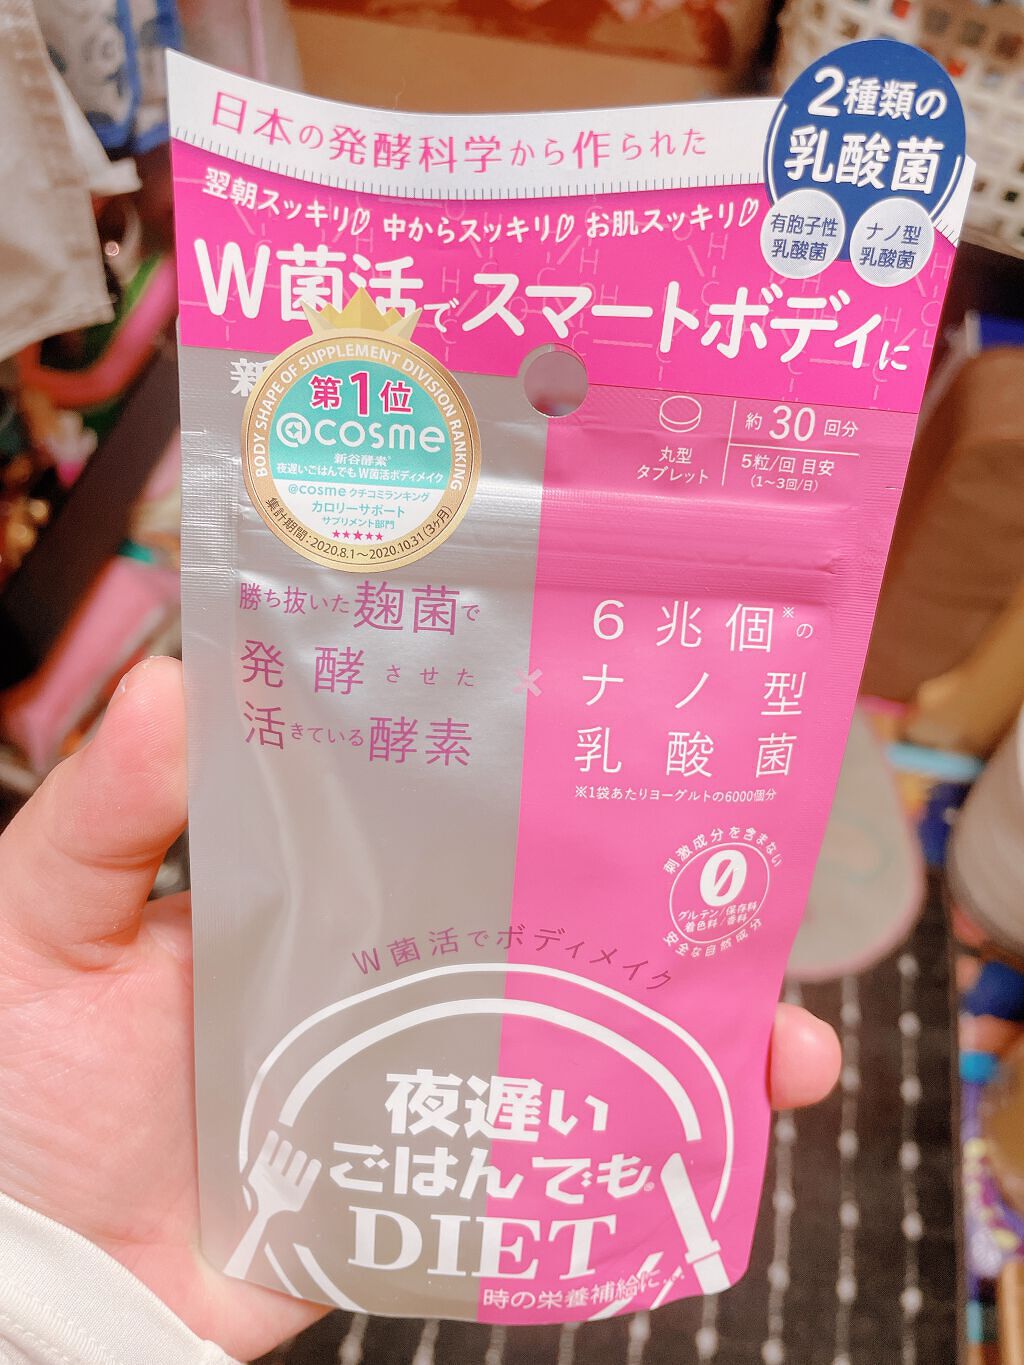 日本の発酵科学から作られた
2種類の
乳酸菌
有胞子性
乳酸菌
ナノ型
乳酸菌
翌朝スッキリ♡ 中からスッキリ♡ お肌スッキリ♡
W菌活でスマートボディに
新
BODY SHAPE OF SUPPLEMENT DIVISION RANKING
第1位
@cosme
新谷酵素®
夜遅いごはんでも W菌活ボディメイク
@cosme クチコミランキング
カロリーサポート
サプリメント部門
★★★★★
集計期間:2020.8.1〜2020.10.31(3ヶ月)
丸型
タブレット
約30回分
5粒/回 目安
(1〜3回/日)
勝ち抜いた麹菌で
発酵させた
活きている酵素
×
6兆個※の
ナノ型
乳酸菌
※1袋あたりヨーグルトの6000個分
刺激成分を含まない
0
グルテン/保存料
着色料/香料
安全な自然成分
W菌活でボディメイク
夜遅い
ごはんでも®
DIET
時の栄養補給に…